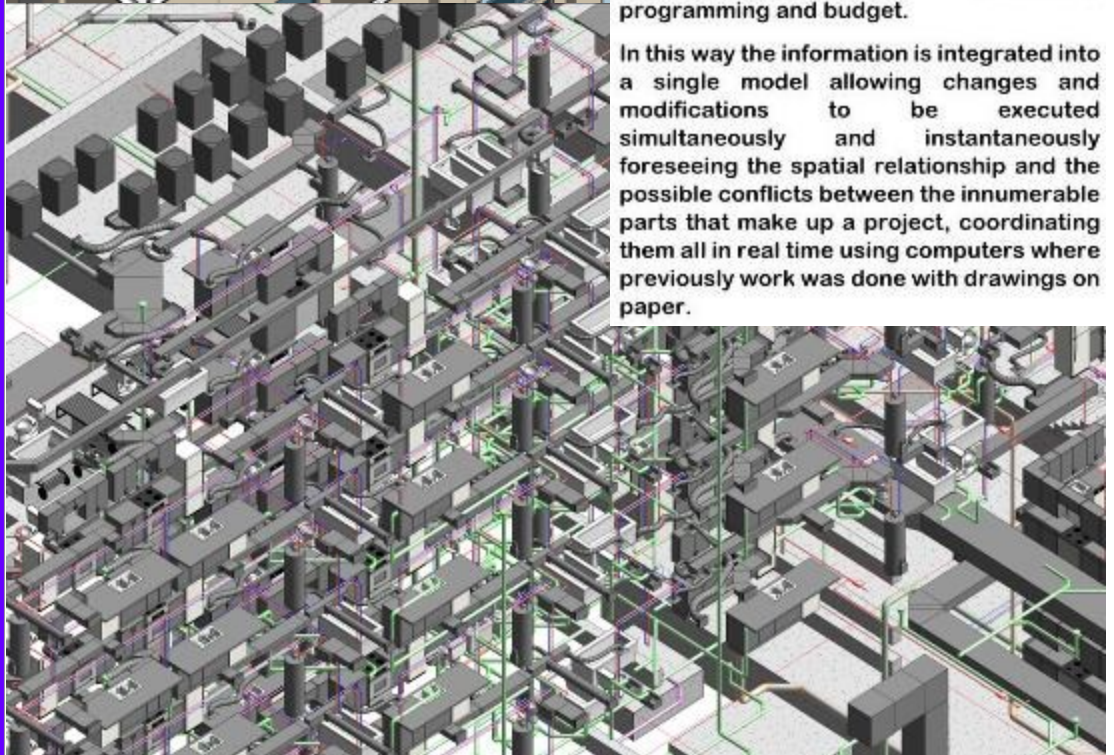 programming and budget.
In this way the information is integrated into
a single model allowing changes and
modifications to be executed
simultaneously and instantaneously
foreseeing the spatial relationship and the
possible conflicts between the innumerable
parts that make up a project, coordinating
them all in real time using computers where
previously work was done with drawings on
paper.